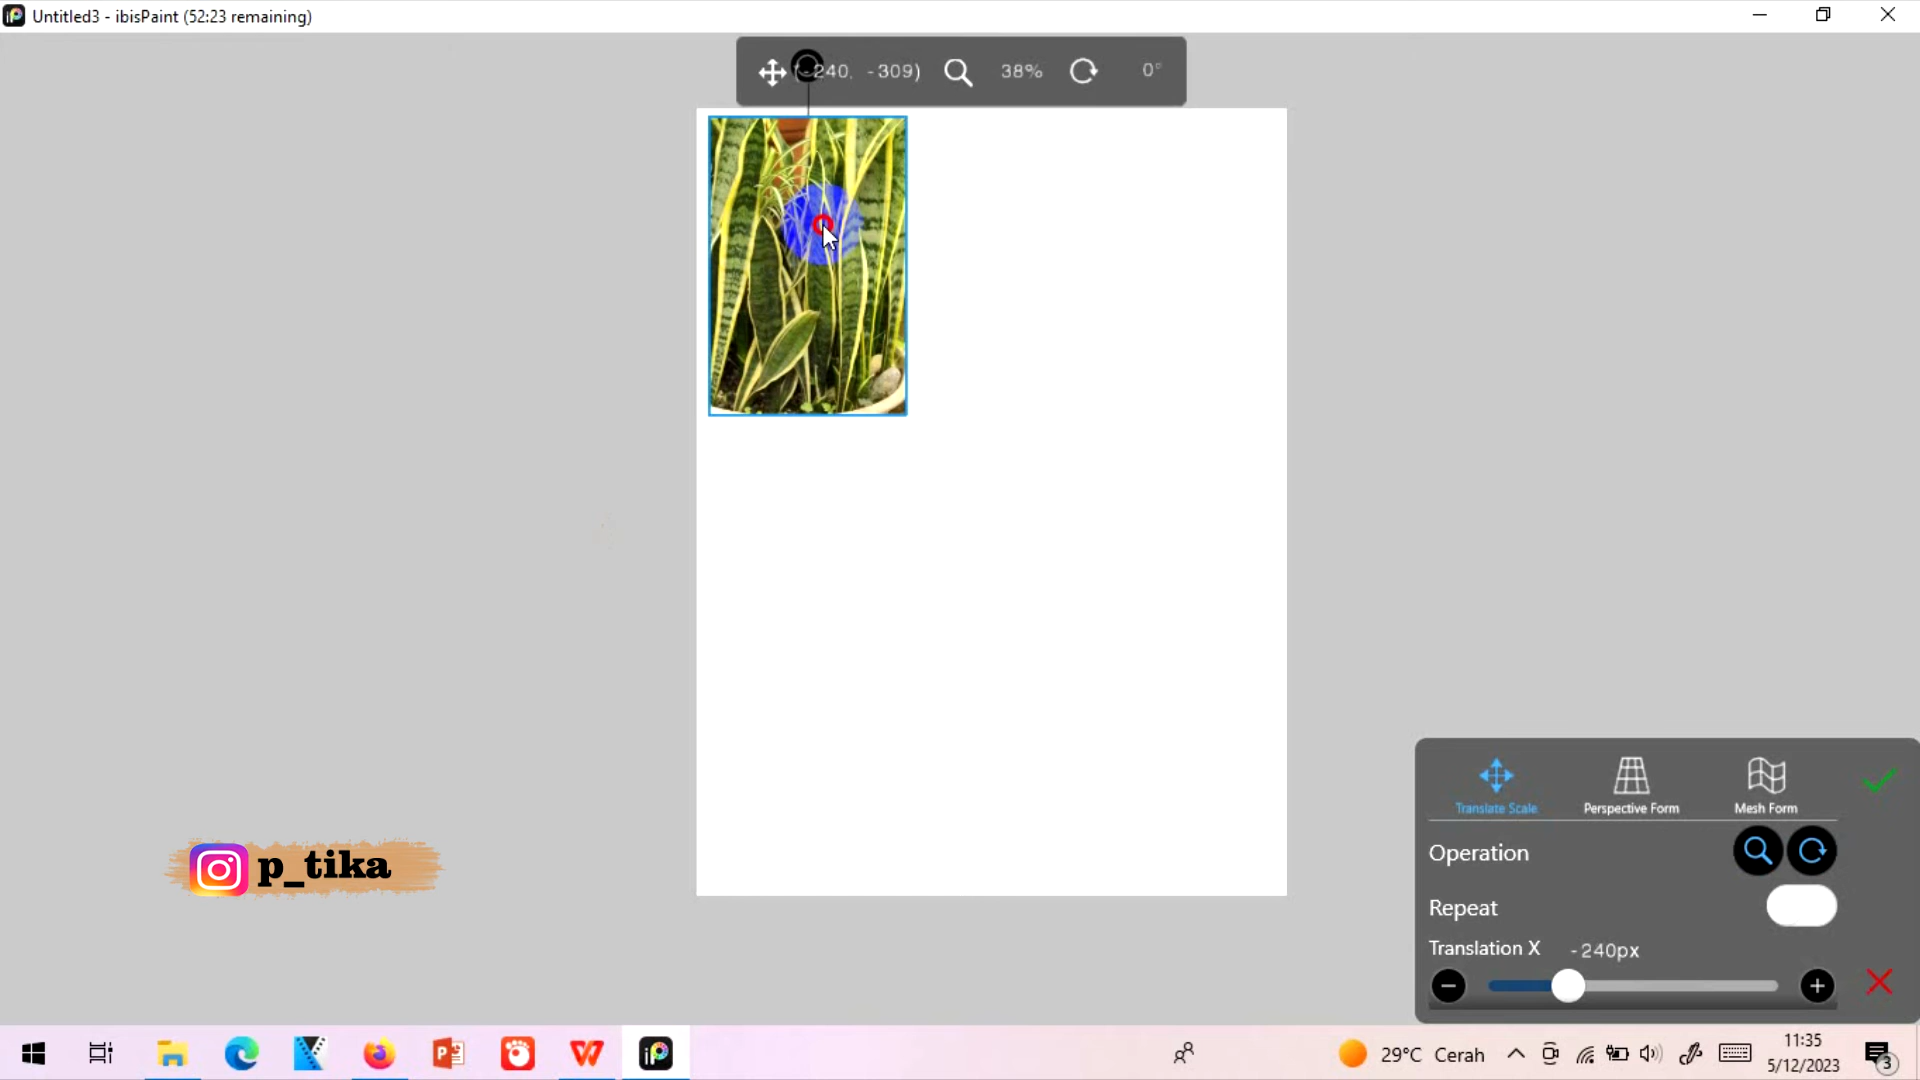 Untitled3 - ibisPaint (52:23 remaining)
(-240, -309) 38% 0°
Translate Scale Perspective Form Mesh Form
Operation
Repeat
Translation X -240px
p_tika
29°C Cerah
11:35
5/12/2023
3